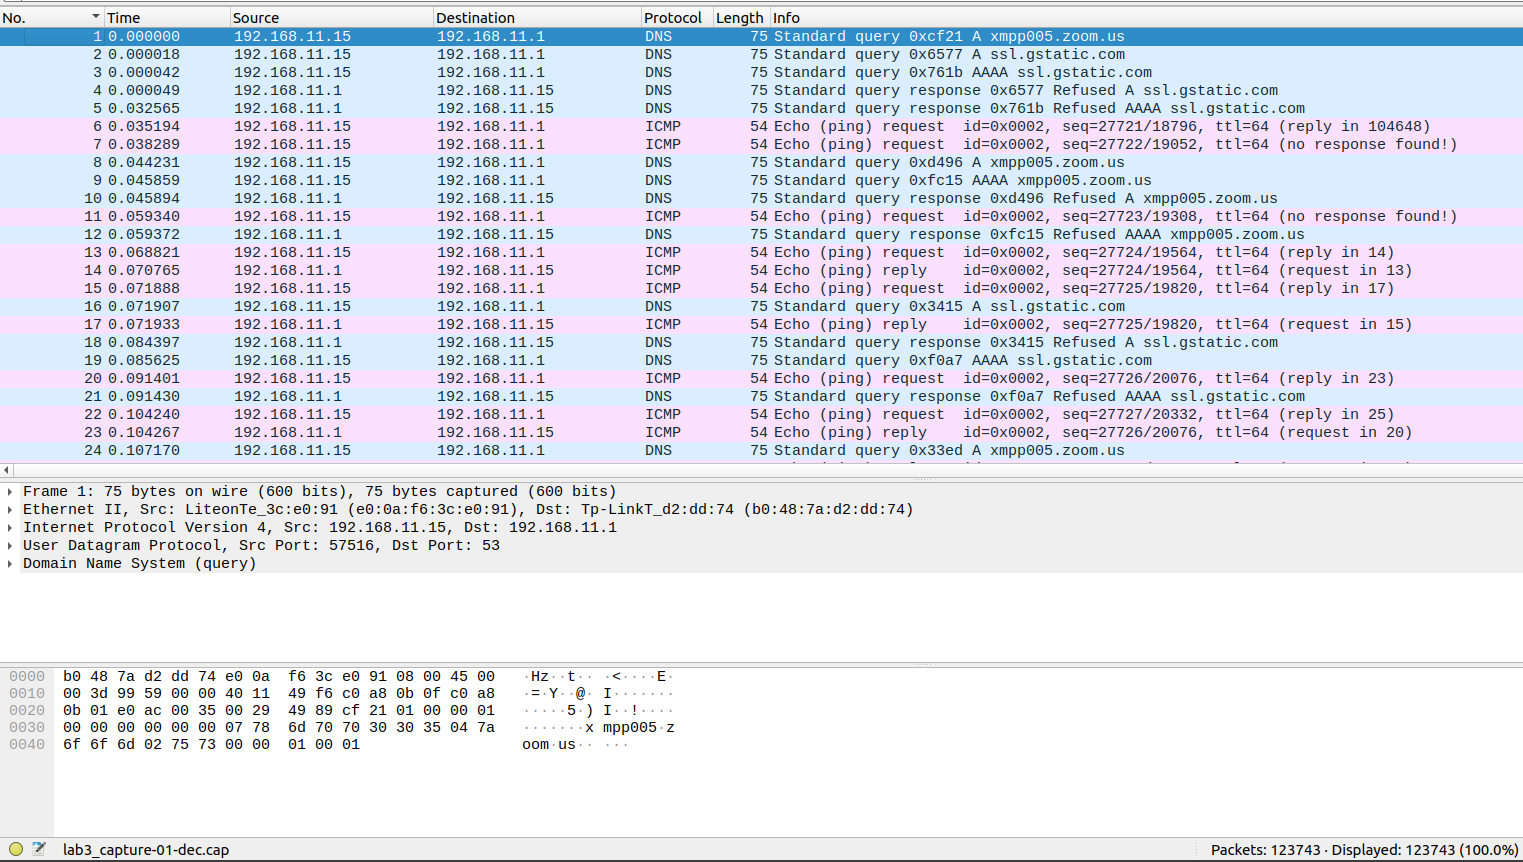 No. Time Source Destination Protocol Length Info
1 0.000000 192.168.11.15 192.168.11.1 DNS 75 Standard query 0xcf21 A xmpp005.zoom.us
2 0.000018 192.168.11.15 192.168.11.1 DNS 75 Standard query 0x6577 A ssl.gstatic.com
3 0.000042 192.168.11.15 192.168.11.1 DNS 75 Standard query 0x761b AAAA ssl.gstatic.com
4 0.000049 192.168.11.1 192.168.11.15 DNS 75 Standard query response 0x6577 Refused A ssl.gstatic.com
5 0.032565 192.168.11.1 192.168.11.15 DNS 75 Standard query response 0x761b Refused AAAA ssl.gstatic.com
6 0.035194 192.168.11.15 192.168.11.1 ICMP 54 Echo (ping) request id=0x0002, seq=27721/18796, ttl=64 (reply in 104648)
7 0.038289 192.168.11.15 192.168.11.1 ICMP 54 Echo (ping) request id=0x0002, seq=27722/19052, ttl=64 (no response found!)
8 0.044231 192.168.11.15 192.168.11.1 DNS 75 Standard query 0xd496 A xmpp005.zoom.us
9 0.045859 192.168.11.15 192.168.11.1 DNS 75 Standard query 0xfc15 AAAA xmpp005.zoom.us
10 0.045894 192.168.11.1 192.168.11.15 DNS 75 Standard query response 0xd496 Refused A xmpp005.zoom.us
11 0.059340 192.168.11.15 192.168.11.1 ICMP 54 Echo (ping) request id=0x0002, seq=27723/19308, ttl=64 (no response found!)
12 0.059372 192.168.11.1 192.168.11.15 DNS 75 Standard query response 0xfc15 Refused AAAA xmpp005.zoom.us
13 0.068821 192.168.11.15 192.168.11.1 ICMP 54 Echo (ping) request id=0x0002, seq=27724/19564, ttl=64 (reply in 14)
14 0.070765 192.168.11.1 192.168.11.15 ICMP 54 Echo (ping) reply id=0x0002, seq=27724/19564, ttl=64 (request in 13)
15 0.071888 192.168.11.15 192.168.11.1 ICMP 54 Echo (ping) request id=0x0002, seq=27725/19820, ttl=64 (reply in 17)
16 0.071907 192.168.11.15 192.168.11.1 DNS 75 Standard query 0x3415 A ssl.gstatic.com
17 0.071933 192.168.11.1 192.168.11.15 ICMP 54 Echo (ping) reply id=0x0002, seq=27725/19820, ttl=64 (request in 15)
18 0.084397 192.168.11.1 192.168.11.15 DNS 75 Standard query response 0x3415 Refused A ssl.gstatic.com
19 0.085625 192.168.11.15 192.168.11.1 DNS 75 Standard query 0xf0a7 AAAA ssl.gstatic.com
20 0.091401 192.168.11.15 192.168.11.1 ICMP 54 Echo (ping) request id=0x0002, seq=27726/20076, ttl=64 (reply in 23)
21 0.091430 192.168.11.1 192.168.11.15 DNS 75 Standard query response 0xf0a7 Refused AAAA ssl.gstatic.com
22 0.104240 192.168.11.15 192.168.11.1 ICMP 54 Echo (ping) request id=0x0002, seq=27727/20332, ttl=64 (reply in 25)
23 0.104267 192.168.11.1 192.168.11.15 ICMP 54 Echo (ping) reply id=0x0002, seq=27726/20076, ttl=64 (request in 20)
24 0.107170 192.168.11.15 192.168.11.1 DNS 75 Standard query 0x33ed A xmpp005.zoom.us
Frame 1: 75 bytes on wire (600 bits), 75 bytes captured (600 bits)
Ethernet II, Src: LiteonTe_3c:e0:91 (e0:0a:f6:3c:e0:91), Dst: Tp-LinkT_d2:dd:74 (b0:48:7a:d2:dd:74)
Internet Protocol Version 4, Src: 192.168.11.15, Dst: 192.168.11.1
User Datagram Protocol, Src Port: 57516, Dst Port: 53
Domain Name System (query)
0000 b0 48 7a d2 dd 74 e0 0a f6 3c e0 91 08 00 45 00 ·Hz··t·· ·<····E·
0010 00 3d 99 59 00 00 40 11 49 f6 c0 a8 0b 0f c0 a8 ·=·Y··@· I·······
0020 0b 01 e0 ac 00 35 00 29 49 89 cf 21 01 00 00 01 ·····5·) I··!····
0030 00 00 00 00 00 00 07 78 6d 70 70 30 30 35 04 7a ·······x mpp005·z
0040 6f 6f 6d 02 75 73 00 00 01 00 01 oom·us·· ···
lab3_capture-01-dec.cap Packets: 123743 · Displayed: 123743 (100.0%)